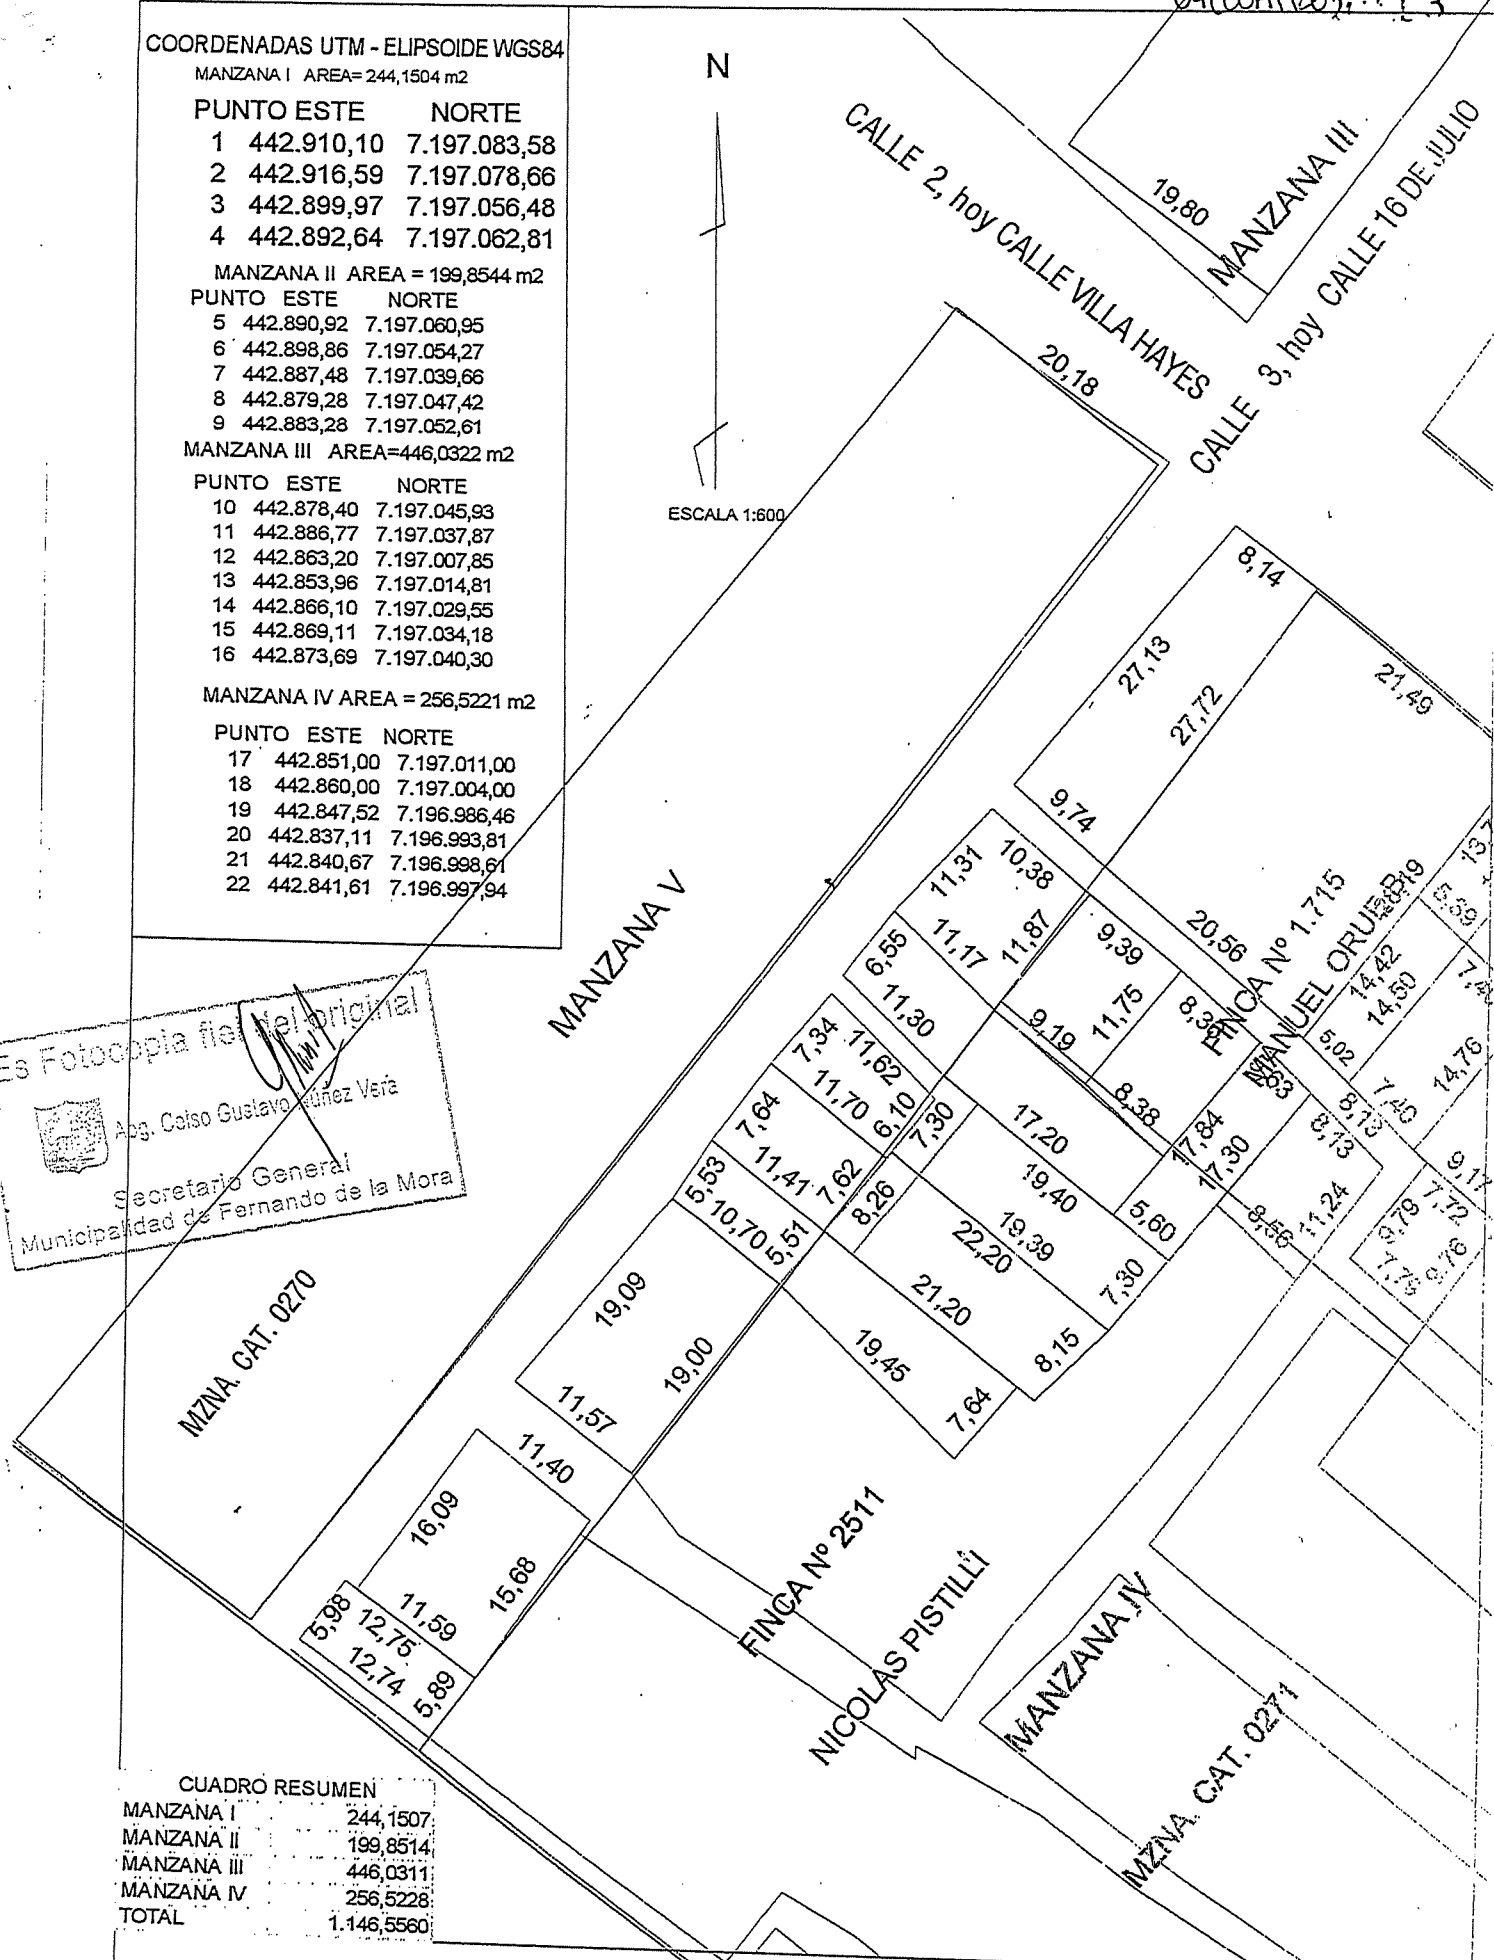 COORDENADAS UTM - ELIPSOIDE WGS84
MANZANA I AREA= 244,1504 m2
PUNTO ESTE NORTE
1 442.910,10 7.197.083,58
2 442.916,59 7.197.078,66
3 442.899,97 7.197.056,48
4 442.892,64 7.197.062,81
MANZANA II AREA = 199,8544 m2
PUNTO ESTE NORTE
5 442.890,92 7.197.060,95
6 442.898,86 7.197.054,27
7 442.887,48 7.197.039,66
8 442.879,28 7.197.047,42
9 442.883,28 7.197.052,61
MANZANA III AREA=446,0322 m2
PUNTO ESTE NORTE
10 442.878,40 7.197.045,93
11 442.886,77 7.197.037,87
12 442.863,20 7.197.007,85
13 442.853,96 7.197.014,81
14 442.866,10 7.197.029,55
15 442.869,11 7.197.034,18
16 442.873,69 7.197.040,30
MANZANA IV AREA = 256,5221 m2
PUNTO ESTE NORTE
17 442.851,00 7.197.011,00
18 442.860,00 7.197.004,00
19 442.847,52 7.196.986,46
20 442.837,11 7.196.993,81
21 442.840,67 7.196.998,61
22 442.841,61 7.196.997,94
N
ESCALA 1:600
CALLE 2, hoy CALLE VILLA HAYES
19,80
MANZANA III
CALLE 3, hoy CALLE 16 DE JULIO
20,18
8,14
27,13
27,72
21,49
9,74
11,31
10,38
11,87
9,39
20,56
FINCA Nº 1.715
MANUEL ORUE
5,59
6,55
11,17
11,30
9,19
11,75
14,42
14,50
5,02
7,40
14,76
7,34
11,62
11,70
6,10
7,30
8,38
17,20
17,84
17,30
8,13
8,13
7,64
11,41
7,62
8,26
19,40
19,39
22,20
5,60
8,56
11,24
7,72
9,79
7,76
9,76
5,53
10,70
5,51
21,20
7,30
8,15
19,09
19,00
19,45
7,64
11,57
11,40
16,09
15,68
5,98
11,59
12,75
12,74
5,89
MANZANA V
MZNA. CAT. 0270
FINCA Nº 2511
NICOLAS PISTILLI
MANZANA IV
MZNA. CAT. 0271
Es Fotocopia fiel del original
Abg. Celso Gustavo Núñez Vera
Secretario General
Municipalidad de Fernando de la Mora
CUADRO RESUMEN
MANZANA I 244,1507
MANZANA II 199,8514
MANZANA III 446,0311
MANZANA IV 256,5228
TOTAL 1.146,5560